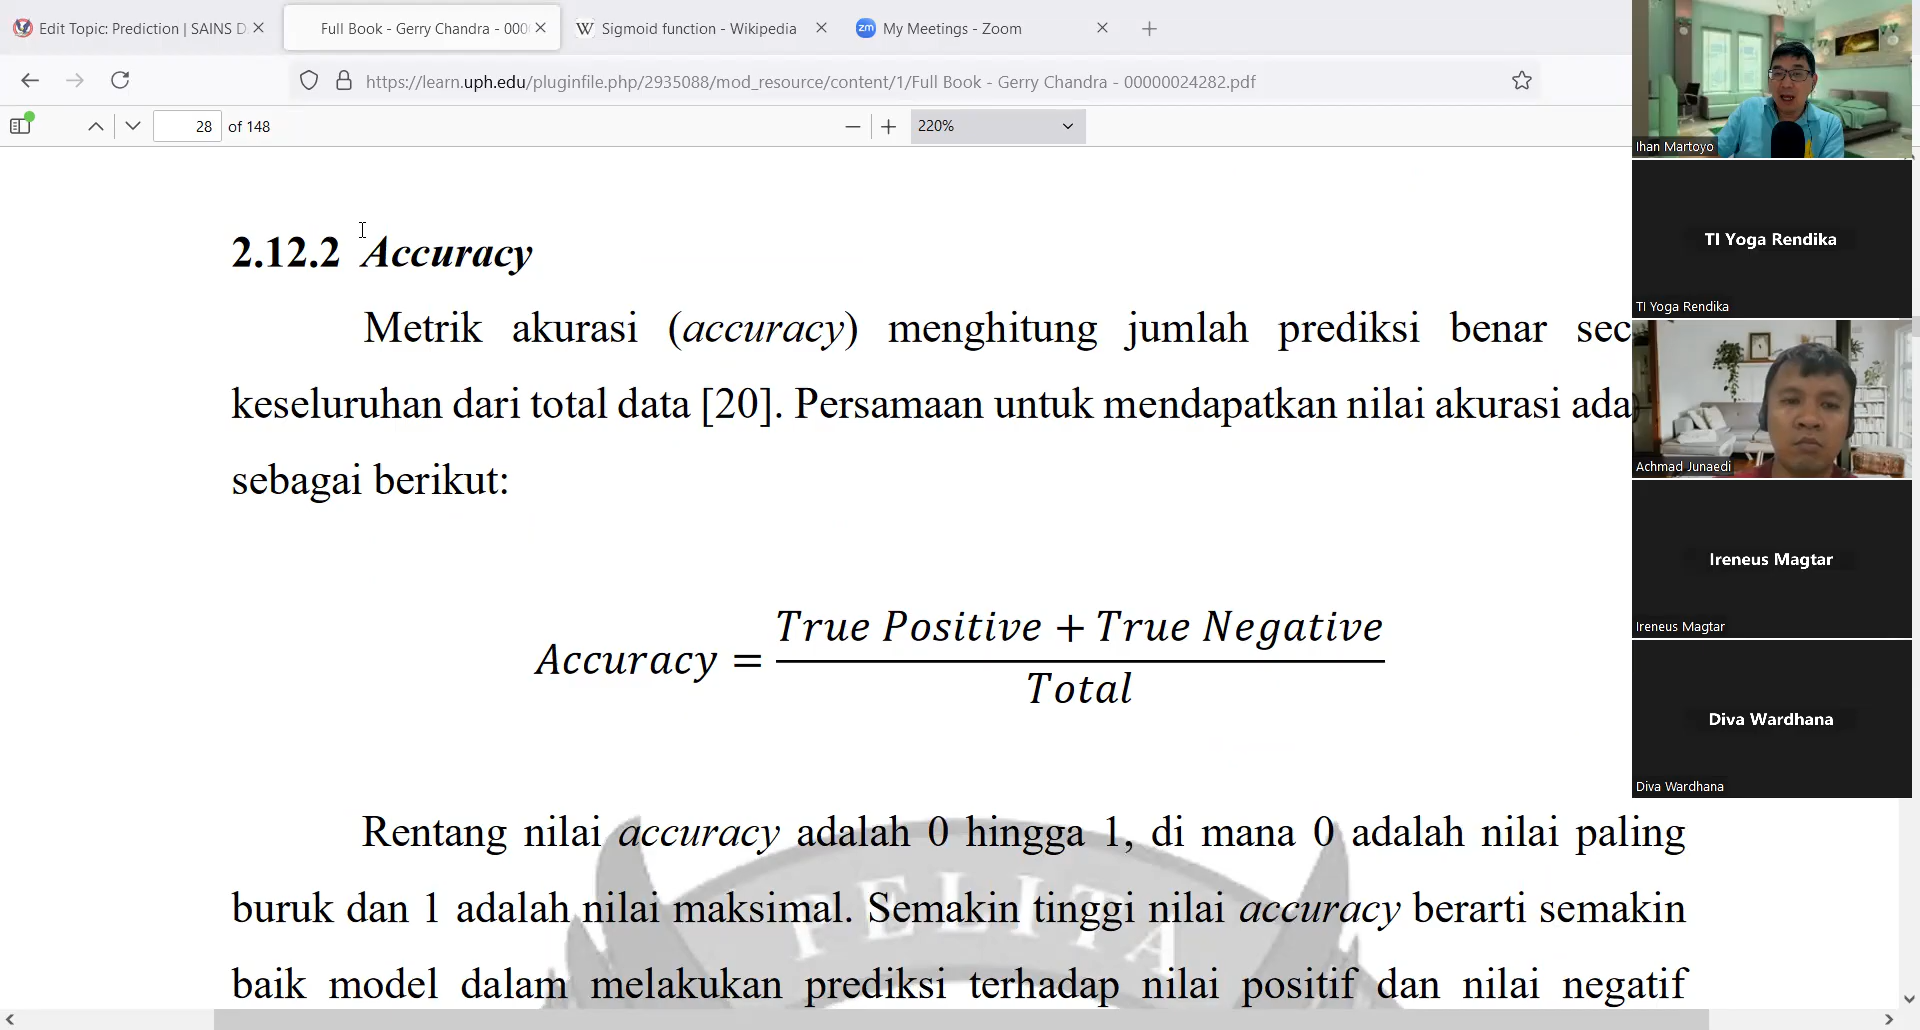 Edit Topic: Prediction | SAINS D
Full Book - Gerry Chandra - 000
W Sigmoid function - Wikipedia
zm My Meetings - Zoom
https://learn.uph.edu/pluginfile.php/2935088/mod_resource/content/1/Full Book - Gerry Chandra - 00000024282.pdf
28 of 148
220%
2.12.2 Accuracy
Metrik akurasi (accuracy) menghitung jumlah prediksi benar sec
keseluruhan dari total data [20]. Persamaan untuk mendapatkan nilai akurasi ada
sebagai berikut:
Accuracy = True Positive + True Negative
Total
Rentang nilai accuracy adalah 0 hingga 1, di mana 0 adalah nilai paling
buruk dan 1 adalah nilai maksimal. Semakin tinggi nilai accuracy berarti semakin
baik model dalam melakukan prediksi terhadap nilai positif dan nilai negatif
PELITA
Ihan Martoyo
TI Yoga Rendika
TI Yoga Rendika
Achmad Junaedi
Ireneus Magtar
Ireneus Magtar
Diva Wardhana
Diva Wardhana